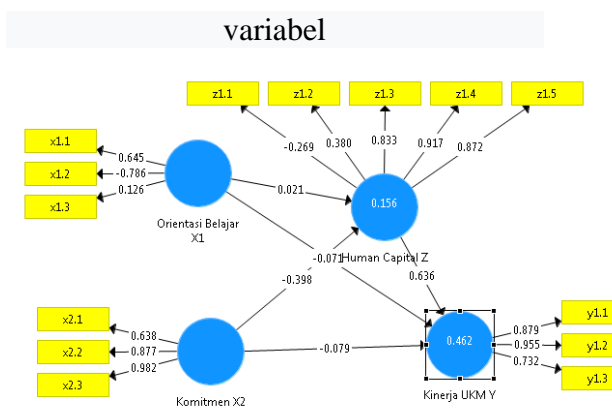 variabel
z1.1 z1.2 z1.3 z1.4 z1.5
x1.1
x1.2
x1.3
-0.269 0.380 0.833 0.917 0.872
0.645
-0.786
0.126
0.021
0.156
Orientasi Belajar
X1
-0.071
Human Capital Z
-0.398
0.636
x2.1
x2.2
x2.3
0.638
0.877
0.982
-0.079
0.462
0.879
0.955
0.732
y1.1
y1.2
y1.3
Komitmen X2
Kinerja UKM Y